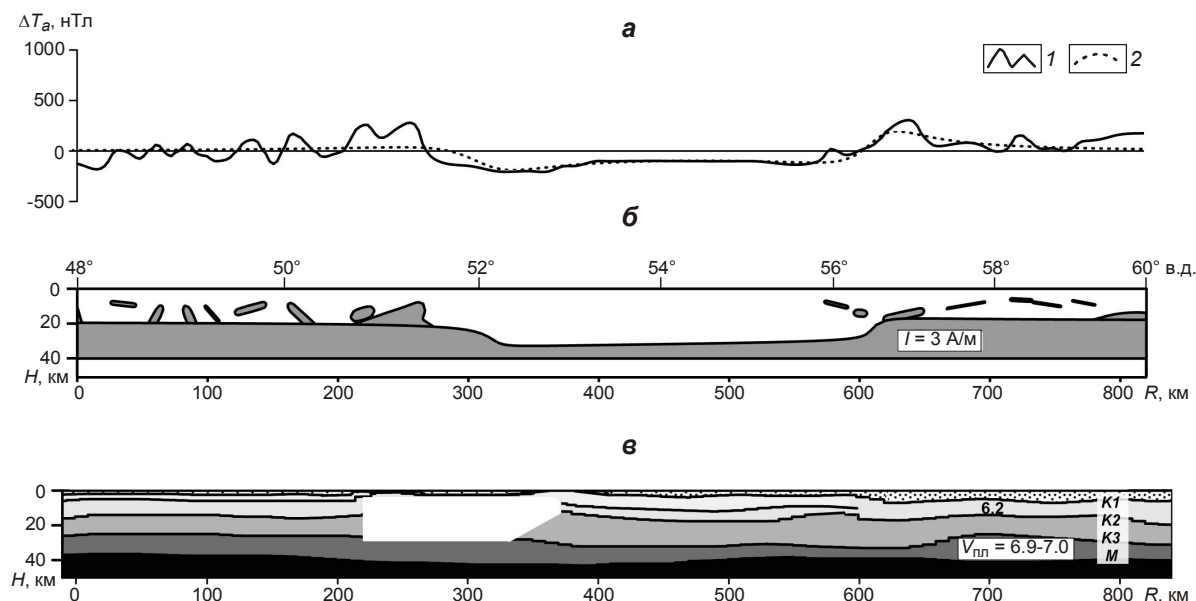 ΔTa, нТл
а
1 2
1000
500
0
-500
б
48° 50° 52° 54° 56° 58° 60° в.д.
0
20
40
I = 3 А/м
H, км
0 100 200 300 400 500 600 700 800 R, км
в
0
20
40
6.2
K1
K2
K3
M
Vпл = 6.9-7.0
H, км
0 100 200 300 400 500 600 700 800 R, км